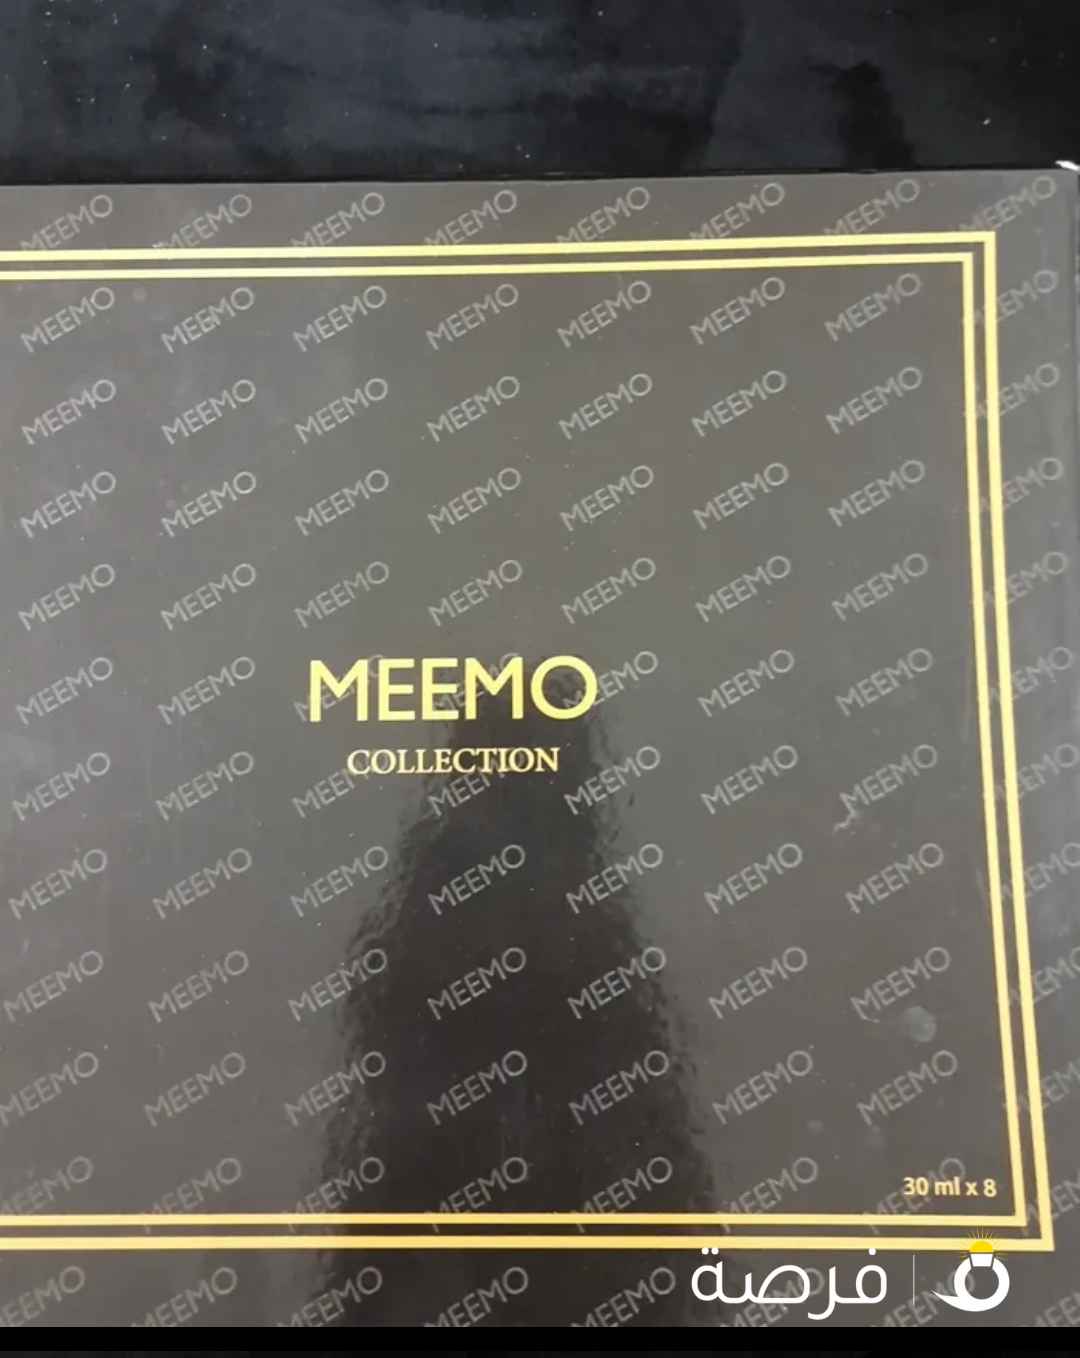 MEEMO
COLLECTION
30 ml x 8
فرصة